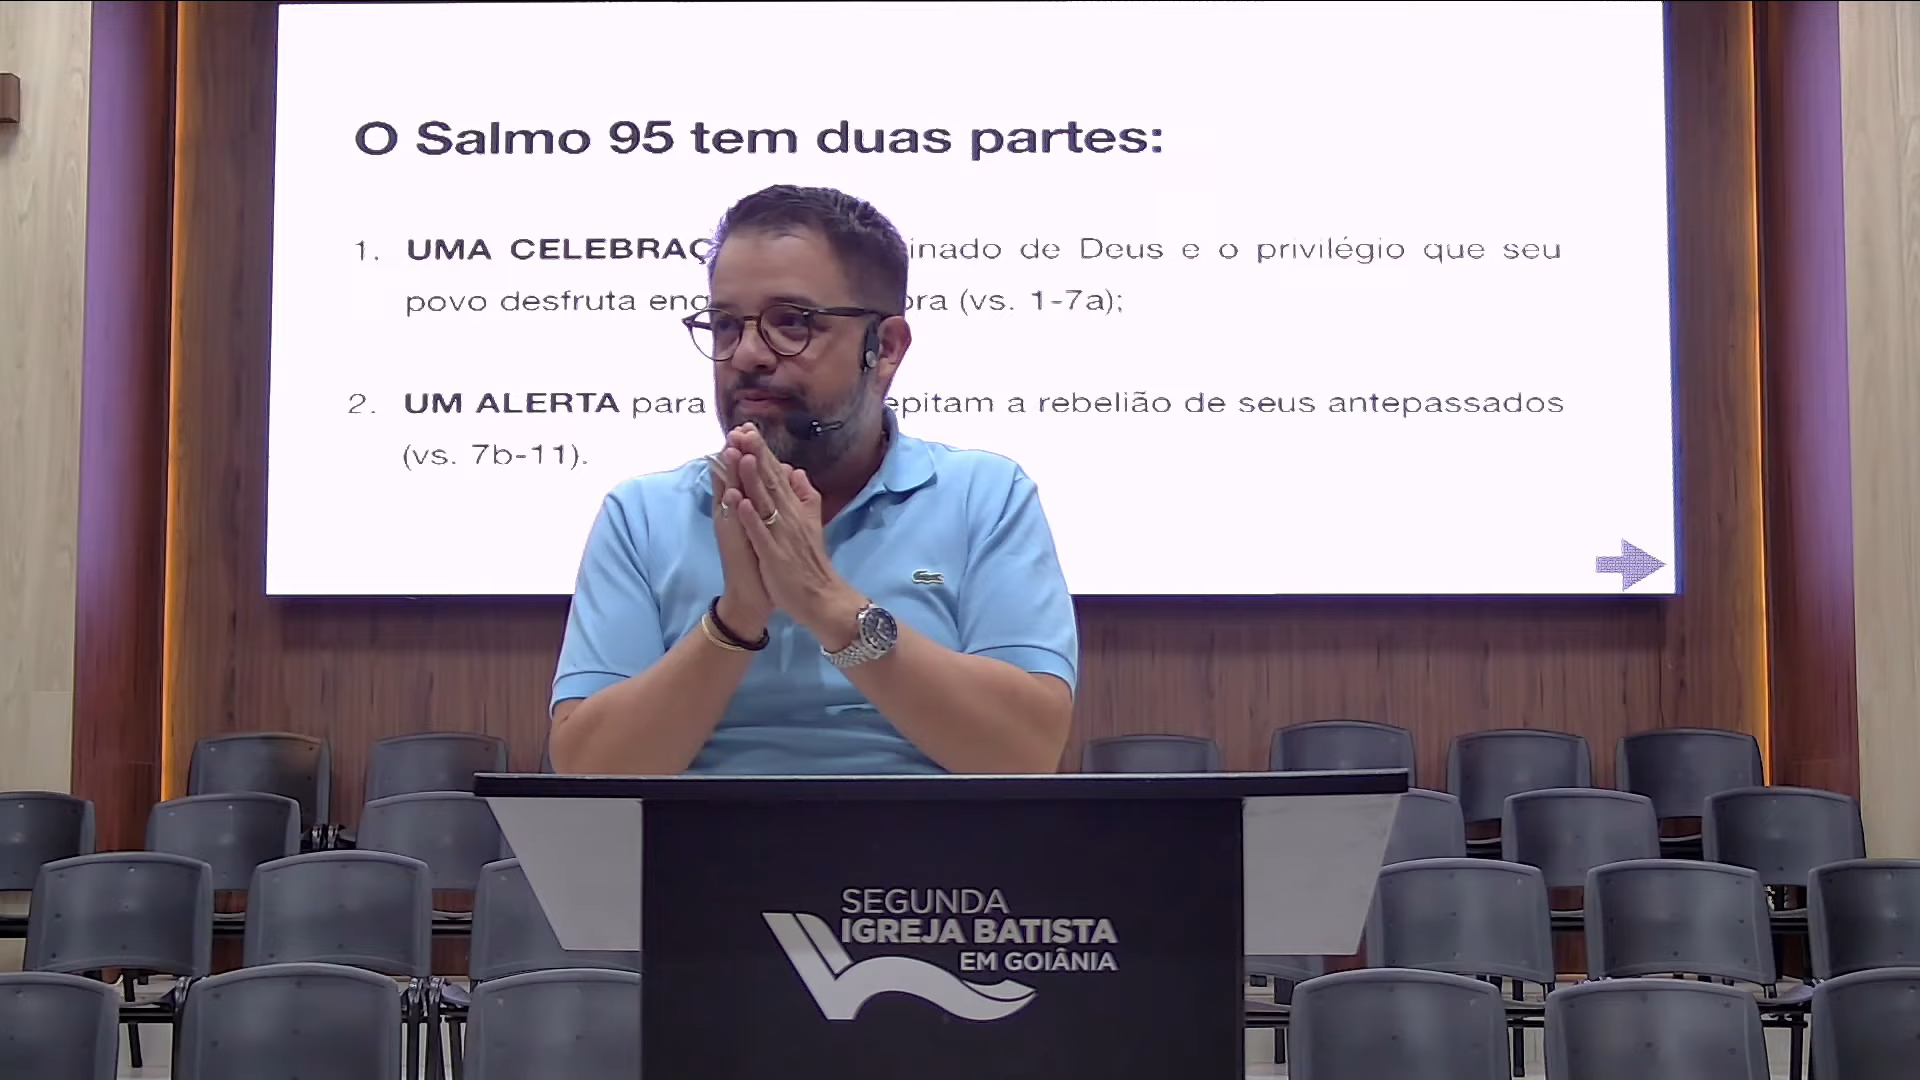 O Salmo 95 tem duas partes:
1. UMA CELEBRAÇ inado de Deus e o privilégio que seu
povo desfruta enq ora (vs. 1-7a);
2. UM ALERTA para epitam a rebelião de seus antepassados
(vs. 7b-11).
SEGUNDA
IGREJA BATISTA
EM GOIÂNIA